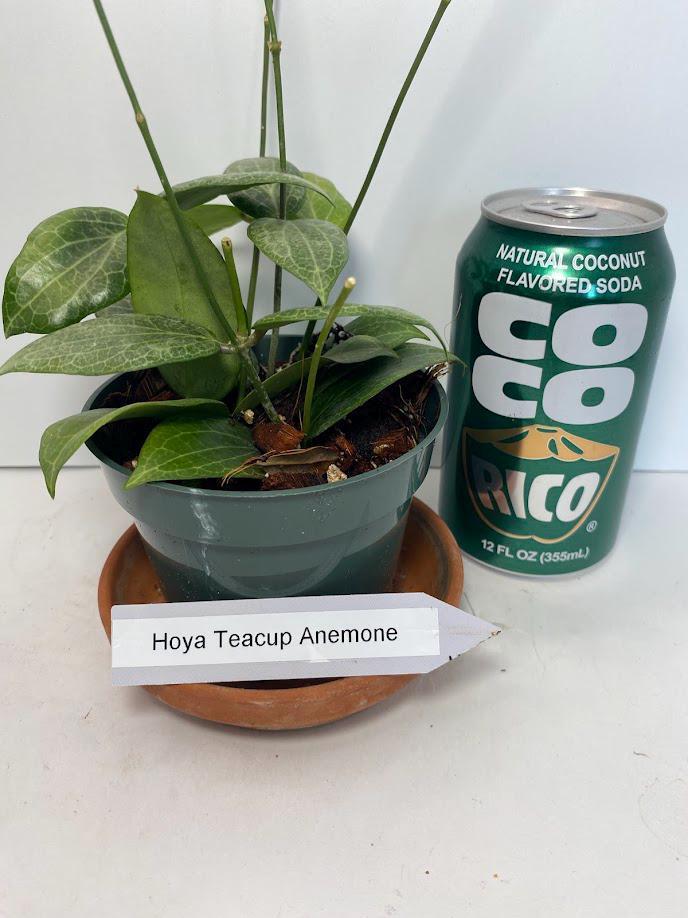 NATURAL COCONUT
FLAVORED SODA
CO
CO
RICO
®
12 FL OZ (355mL)
Hoya Teacup Anemone